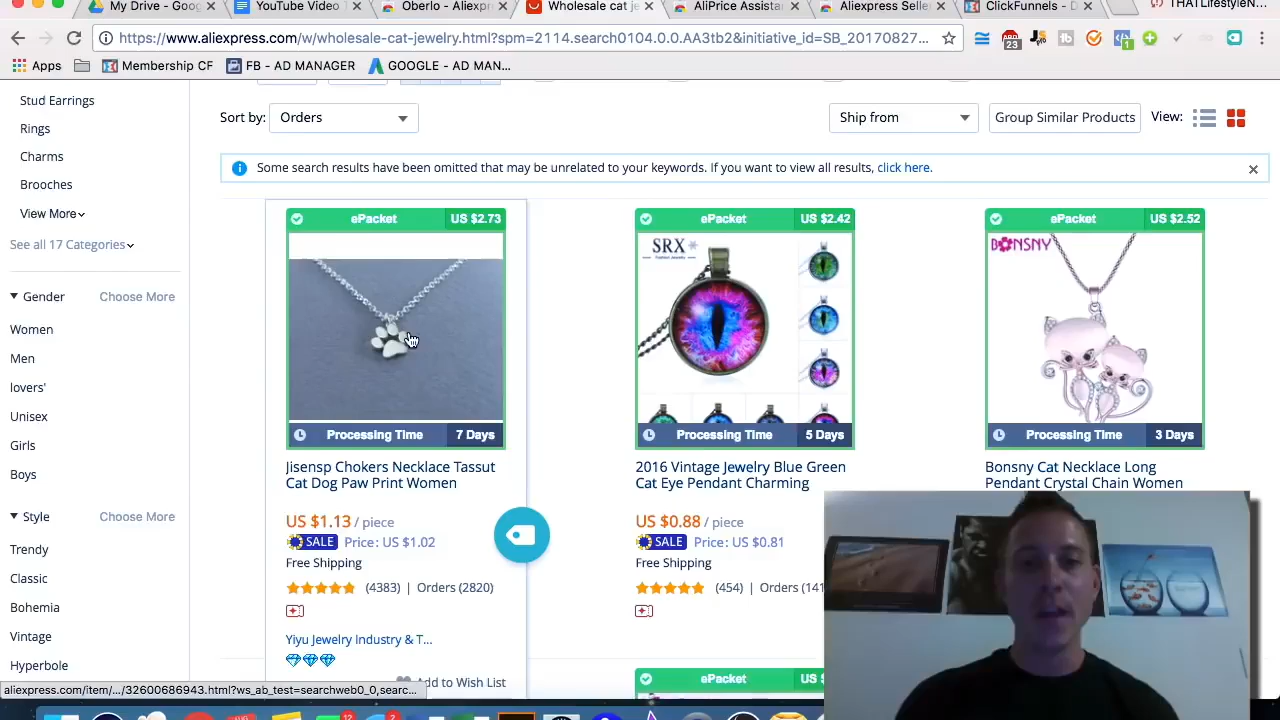 My Drive - Goog
YouTube Video T
Oberlo - Aliexpr
Wholesale cat je
AliPrice Assista
Aliexpress Selle
ClickFunnels - D
THATLifestyleN
https://www.aliexpress.com/w/wholesale-cat-jewelry.html?spm=2114.search0104.0.0.AA3tb2&initiative_id=SB_20170827...
23
Apps
Membership CF
FB - AD MANAGER
GOOGLE - AD MAN...
Stud Earrings
Rings
Charms
Brooches
View More
See all 17 Categories
Gender Choose More
Women
Men
lovers'
Unisex
Girls
Boys
Style Choose More
Trendy
Classic
Bohemia
Vintage
Hyperbole
Sort by: Orders
Ship from
Group Similar Products
View:
Some search results have been omitted that may be unrelated to your keywords. If you want to view all results, click here.
ePacket US $2.73
Processing Time 7 Days
Jisensp Chokers Necklace Tassut
Cat Dog Paw Print Women
US $1.13 / piece
SALE Price: US $1.02
Free Shipping
(4383) | Orders (2820)
Yiyu Jewelry Industry & T...
Add to Wish List
ePacket US $2.42
SRX
Fashion Jewelry
Processing Time 5 Days
2016 Vintage Jewelry Blue Green
Cat Eye Pendant Charming
US $0.88 / piece
SALE Price: US $0.81
Free Shipping
(454) | Orders (141
ePacket
ePacket US $2.52
BONSNY
Processing Time 3 Days
Bonsny Cat Necklace Long
Pendant Crystal Chain Women
aliexpress.com/item/.../32600686943.html?ws_ab_test=searchweb0_0,searc...